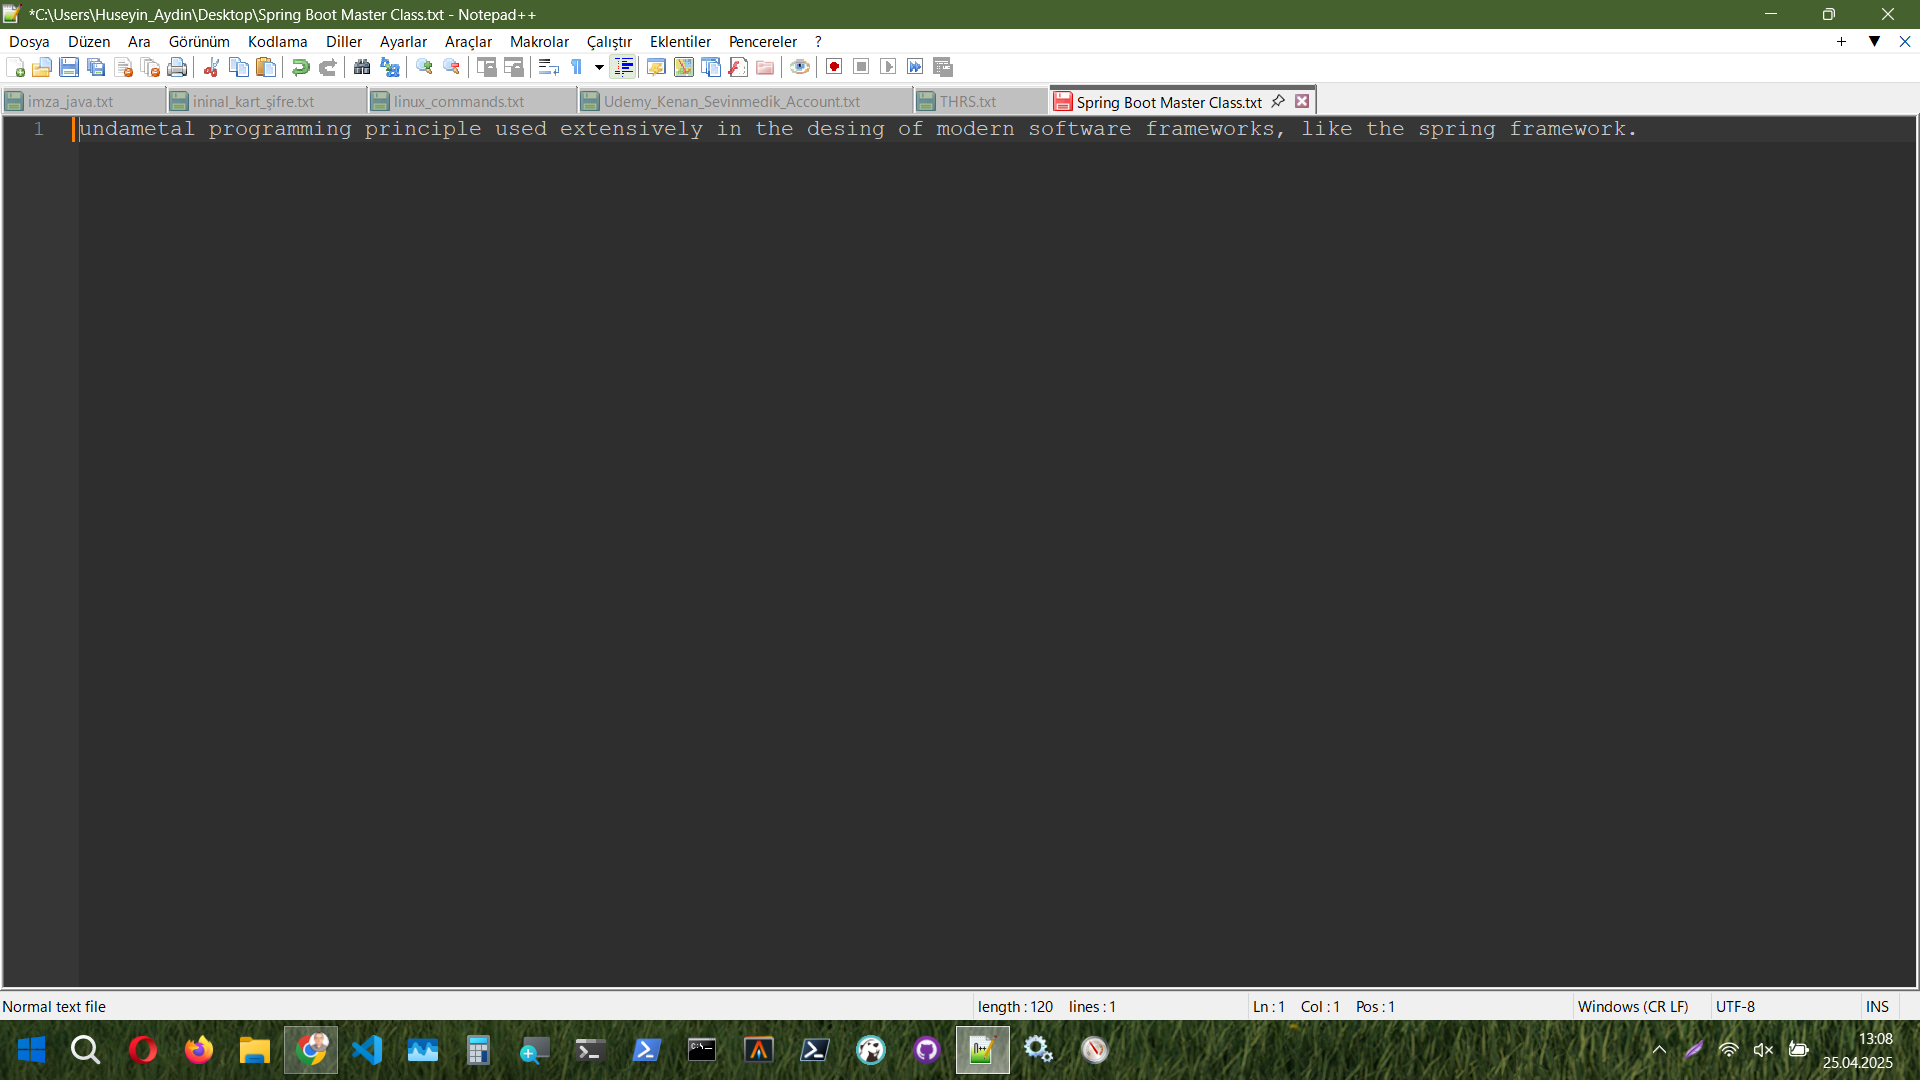 *C:\Users\Huseyin_Aydin\Desktop\Spring Boot Master Class.txt - Notepad++
Dosya Düzen Ara Görünüm Kodlama Diller Ayarlar Araçlar Makrolar Çalıştır Eklentiler Pencereler ?
imza_java.txt ininal_kart_şifre.txt linux_commands.txt Udemy_Kenan_Sevinmedik_Account.txt THRS.txt Spring Boot Master Class.txt
1 undametal programming principle used extensively in the desing of modern software frameworks, like the spring framework.
Normal text file length : 120 lines : 1 Ln : 1 Col : 1 Pos : 1 Windows (CR LF) UTF-8 INS
13:08
25.04.2025